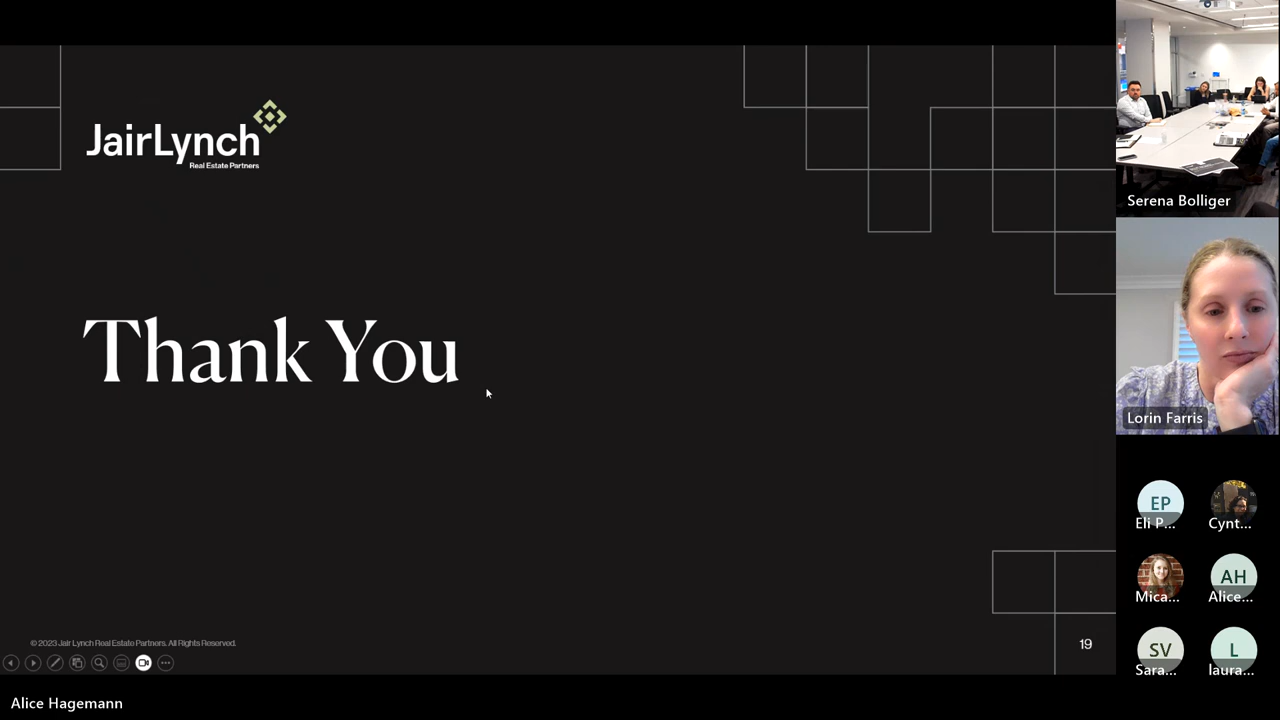 JairLynch
Real Estate Partners
Thank You
© 2023 Jair Lynch Real Estate Partners. All Rights Reserved.
19
Alice Hagemann
Serena Bolliger
Lorin Farris
EP
Eli P...
Cynt...
Mica...
AH
Alice...
SV
Sara...
L
laura...